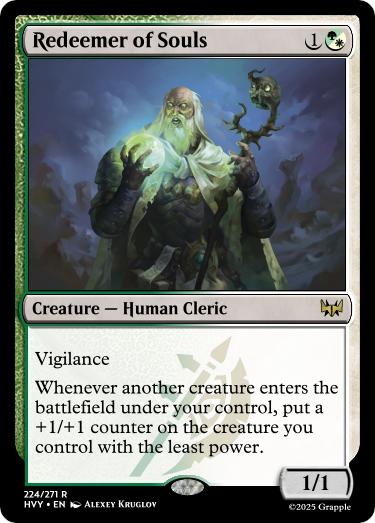 Redeemer of Souls 1
Creature — Human Cleric
Vigilance
Whenever another creature enters the
battlefield under your control, put a
+1/+1 counter on the creature you
control with the least power.
1/1
224/271 R
HVY • EN Alexey Kruglov
©2025 Grapple